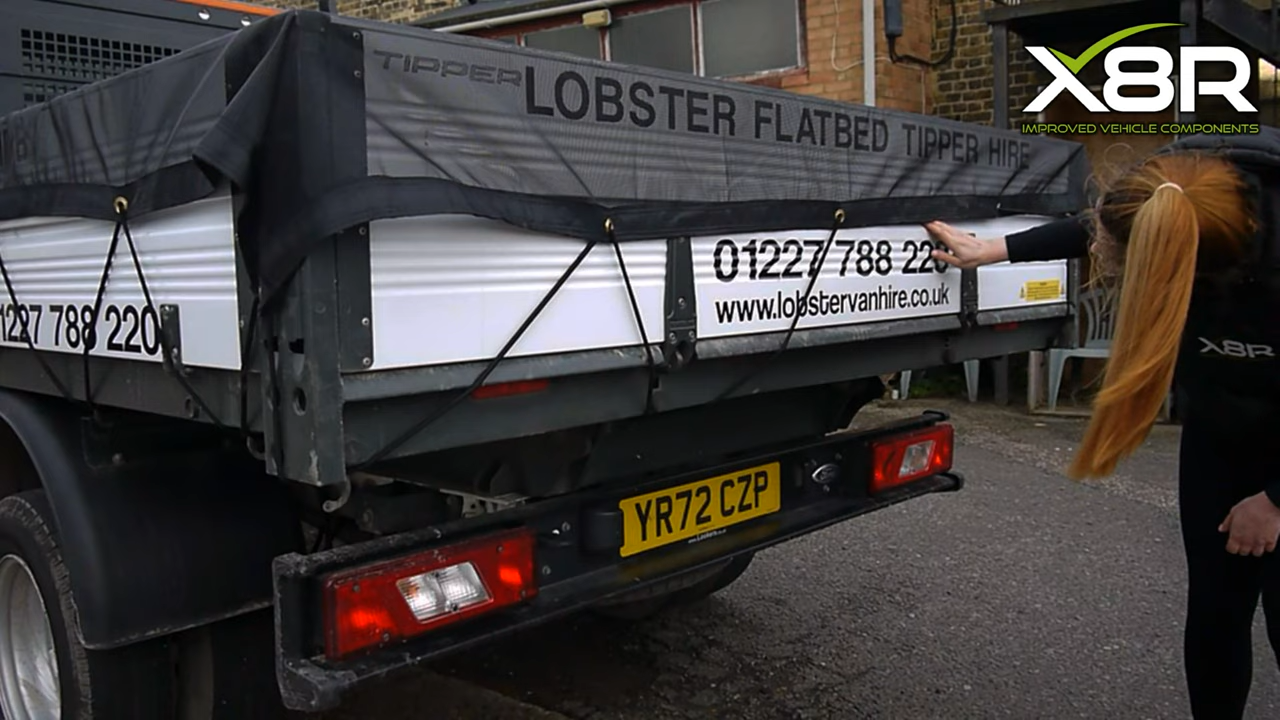 X8R
IMPROVED VEHICLE COMPONENTS
TIPPER
LOBSTER FLATBED TIPPER HIRE
01227 788 220
www.lobstervanhire.co.uk
01227 788 220
X8R
YR72 CZP